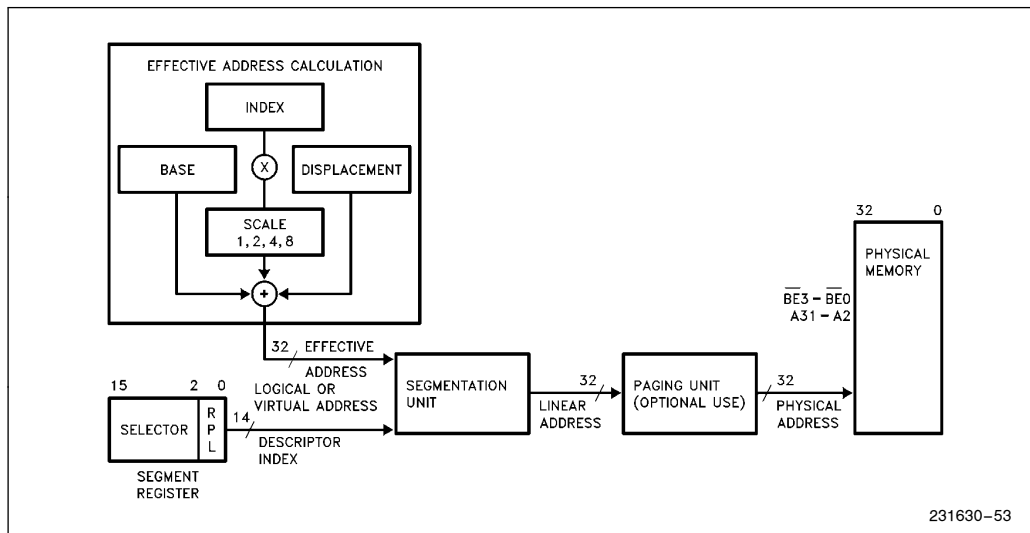 EFFECTIVE ADDRESS CALCULATION
INDEX
X
BASE
DISPLACEMENT
SCALE
1, 2, 4, 8
+
32 EFFECTIVE
ADDRESS
LOGICAL OR
VIRTUAL ADDRESS
15 2 0
SELECTOR
R
P
L
14
DESCRIPTOR
INDEX
SEGMENT
REGISTER
SEGMENTATION
UNIT
32
LINEAR
ADDRESS
PAGING UNIT
(OPTIONAL USE)
32
PHYSICAL
ADDRESS
32 0
PHYSICAL
MEMORY
B̅E̅3 – B̅E̅0
A31 – A2
231630–53